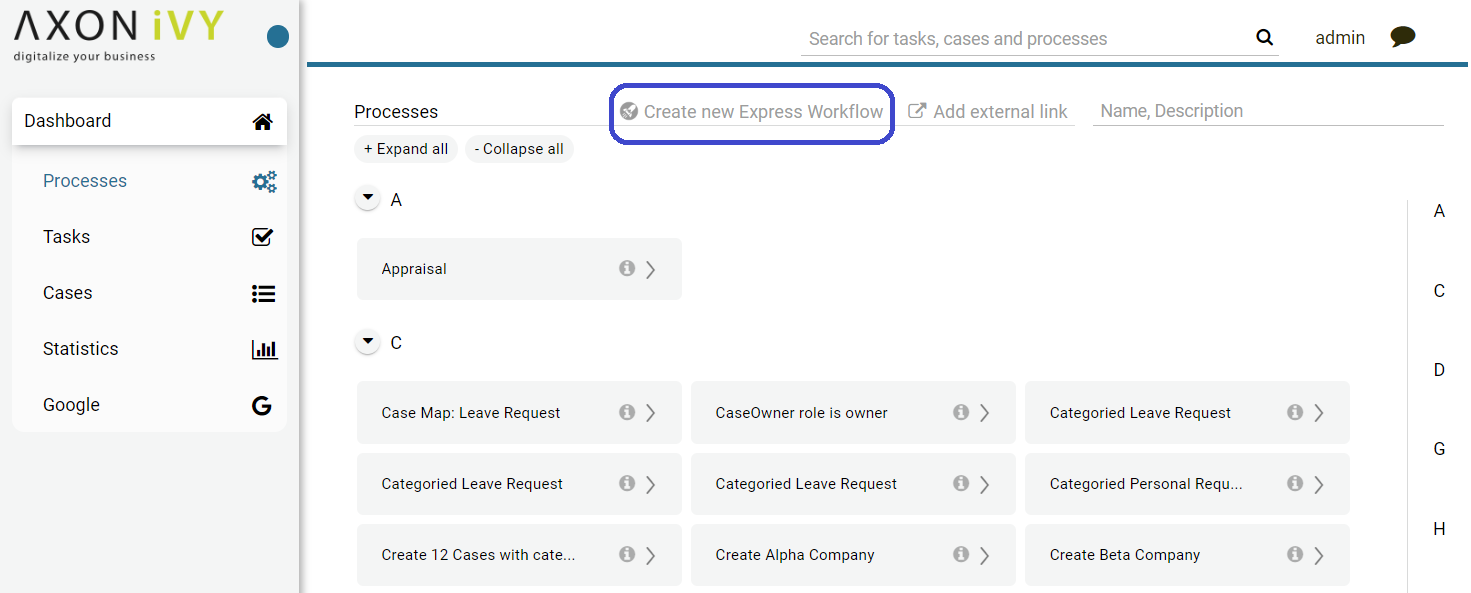 AXON iVY
digitalize your business
Search for tasks, cases and processes
admin
Dashboard
Processes
Tasks
Cases
Statistics
Google
Processes
Create new Express Workflow
Add external link
Name, Description
+ Expand all
- Collapse all
A
Appraisal
C
Case Map: Leave Request
CaseOwner role is owner
Categoried Leave Request
Categoried Leave Request
Categoried Leave Request
Categoried Personal Requ...
Create 12 Cases with cate...
Create Alpha Company
Create Beta Company
A
C
D
G
H